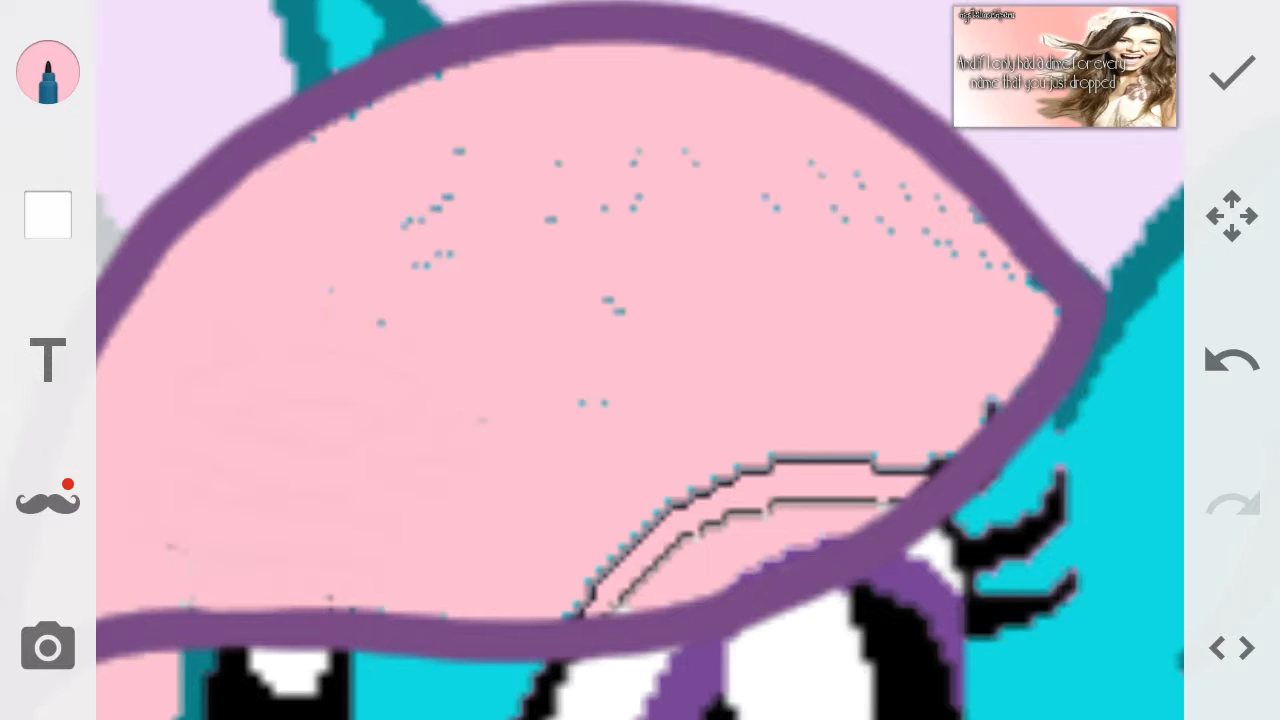 And if I only had a dime for every
name that you just dropped
T